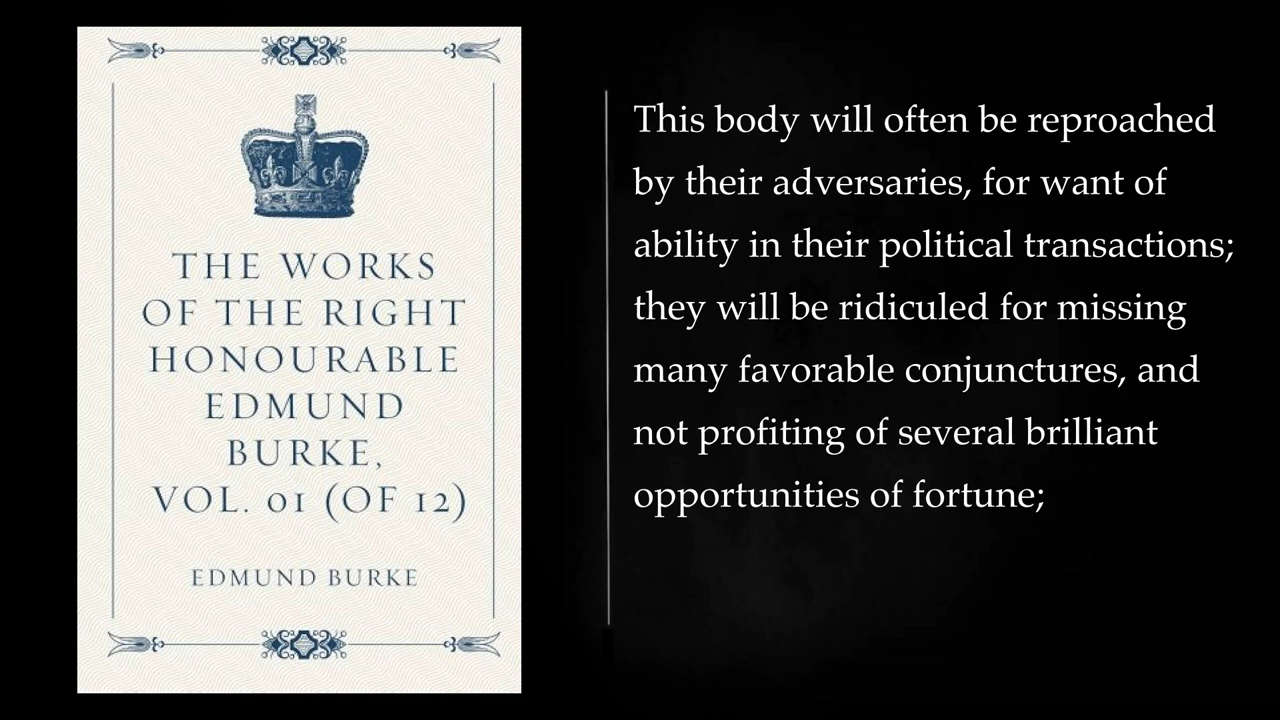 THE WORKS
OF THE RIGHT
HONOURABLE
EDMUND
BURKE,
VOL. 01 (OF 12)
EDMUND BURKE
This body will often be reproached
by their adversaries, for want of
ability in their political transactions;
they will be ridiculed for missing
many favorable conjunctures, and
not profiting of several brilliant
opportunities of fortune;